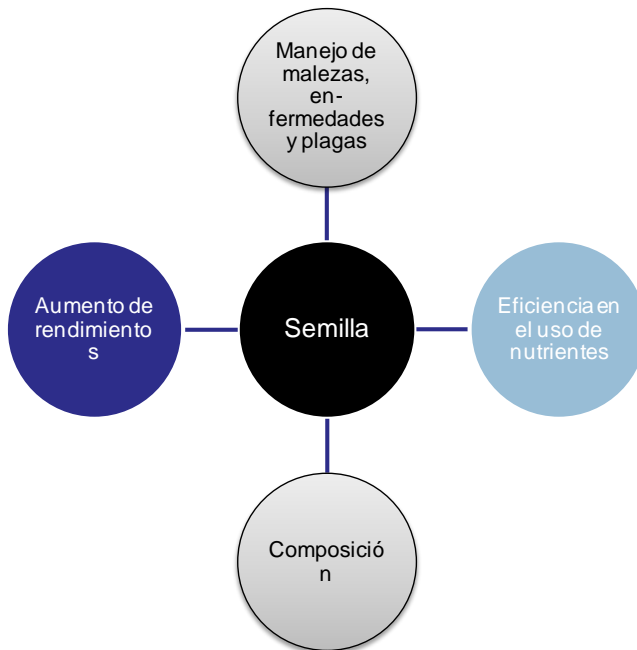 Manejo de
malezas,
en-
fermedades
y plagas
Aumento de
rendimiento
s
Semilla
Eficiencia en
el uso de
nutrientes
Composició
n